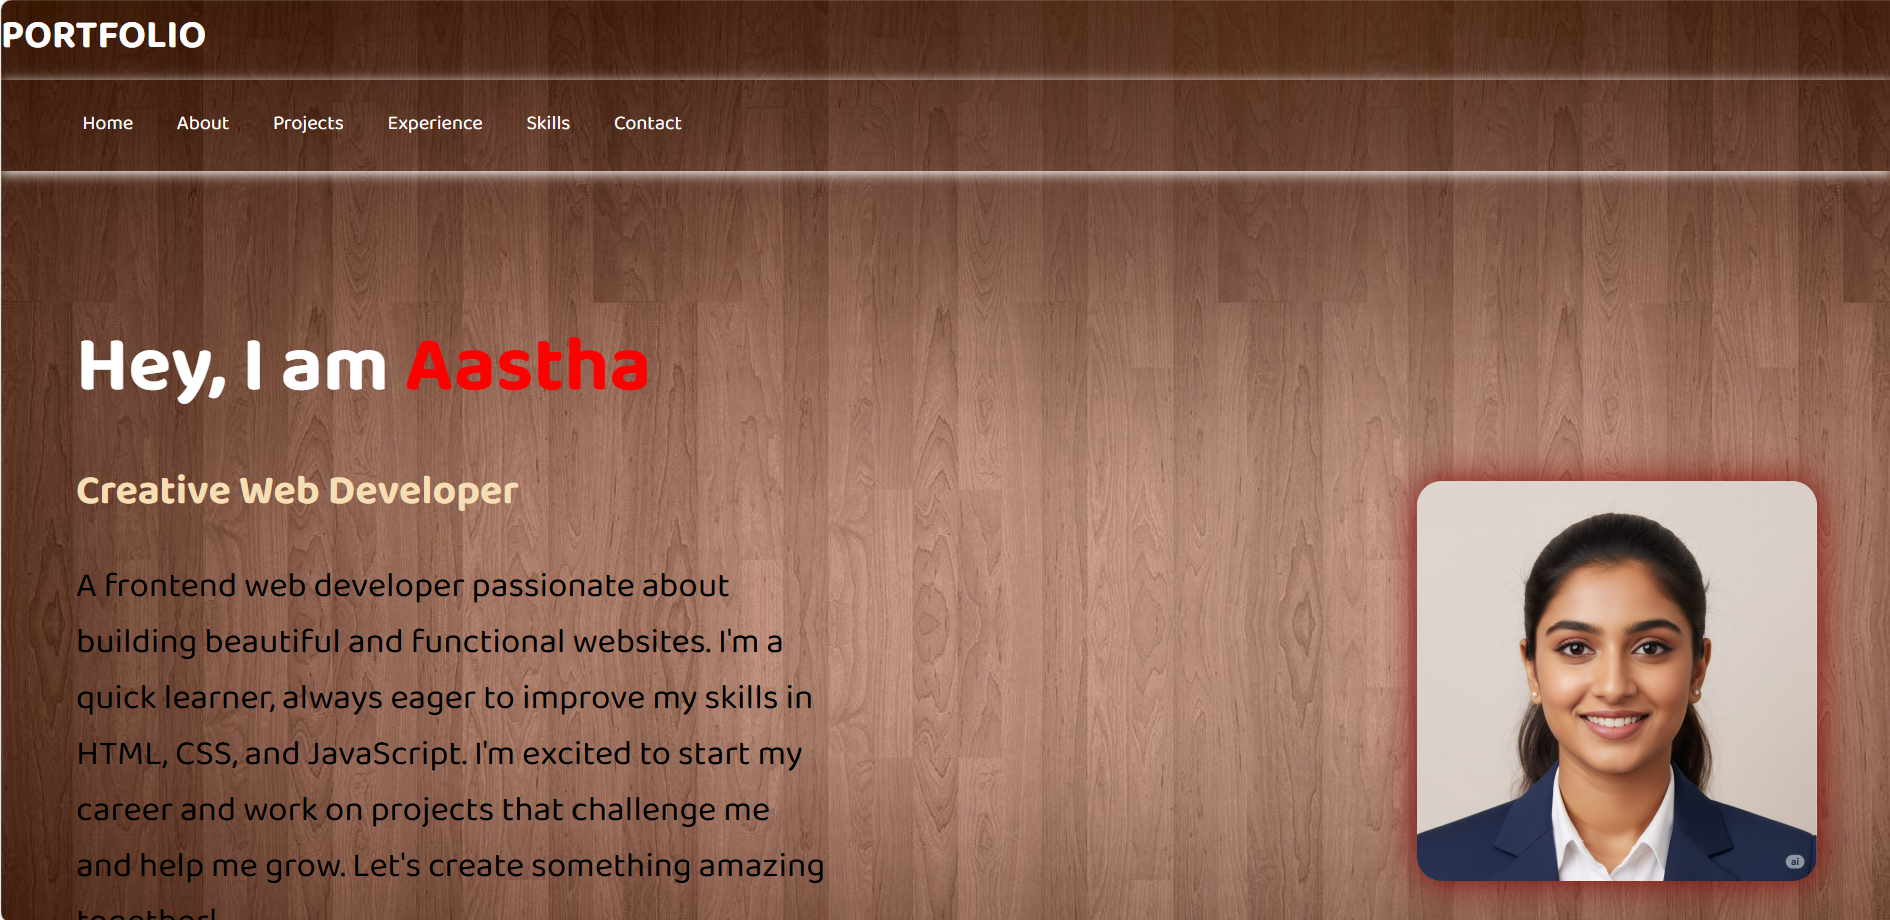 PORTFOLIO
Home About Projects Experience Skills Contact
Hey, I am Aastha
Creative Web Developer
A frontend web developer passionate about
building beautiful and functional websites. I'm a
quick learner, always eager to improve my skills in
HTML, CSS, and JavaScript. I'm excited to start my
career and work on projects that challenge me
and help me grow. Let's create something amazing
together!
ai